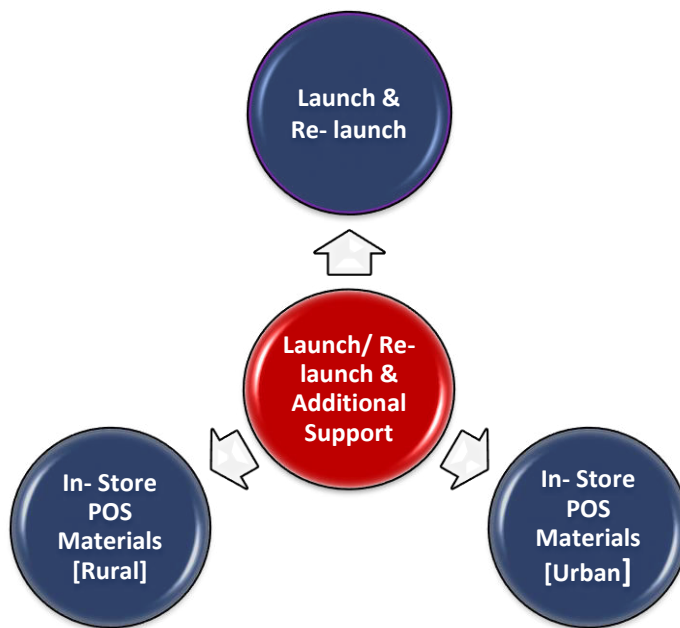 Launch &
Re- launch
Launch/ Re-
launch &
Additional
Support
In- Store
POS
Materials
[Rural]
In- Store
POS
Materials
[Urban]